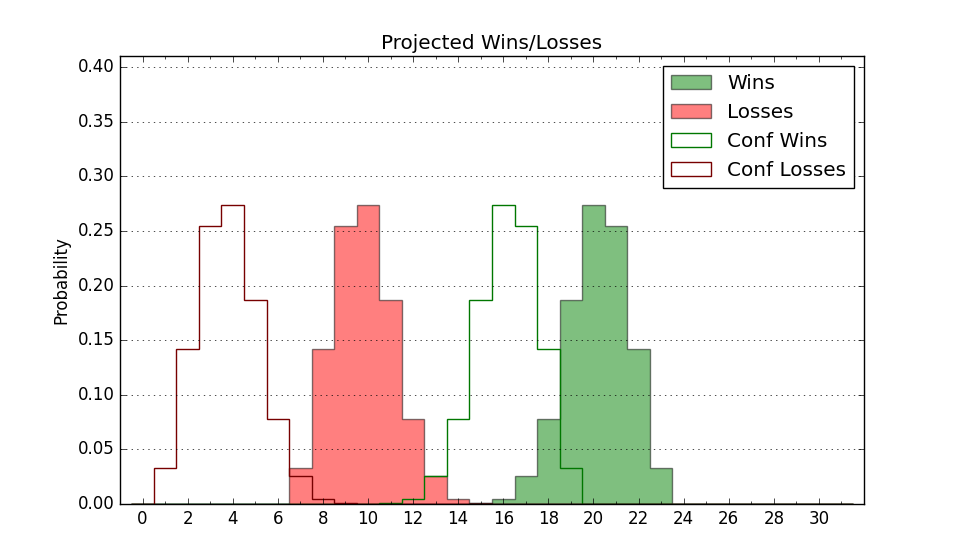 Projected Wins/Losses
0.40
0.35
0.30
0.25
0.20
0.15
0.10
0.05
0.00
Probability
Wins
Losses
Conf Wins
Conf Losses
0 2 4 6 8 10 12 14 16 18 20 22 24 26 28 30